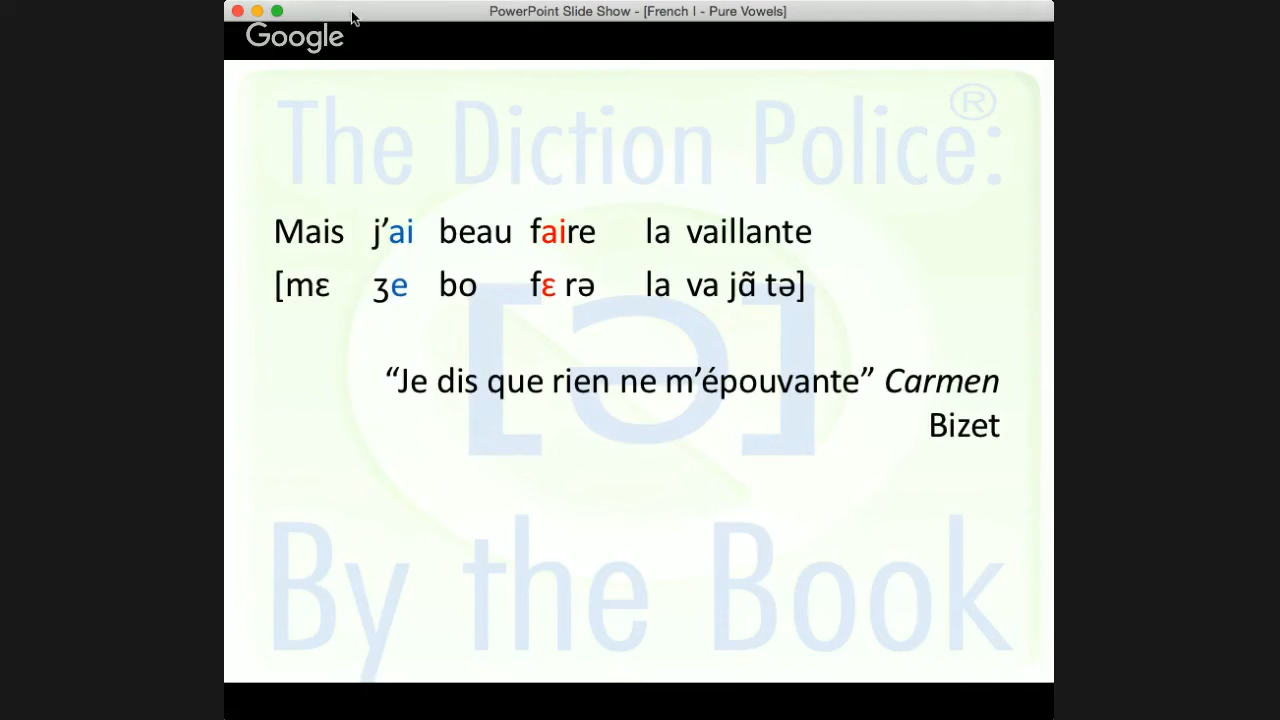 PowerPoint Slide Show - [French I - Pure Vowels]
Google
The Diction Police®:
Mais j’ai beau faire la vaillante
[mɛ ʒe bo fɛ rə la va jɑ̃ tə]
“Je dis que rien ne m’épouvante” Carmen
Bizet
[ə]
By the Book